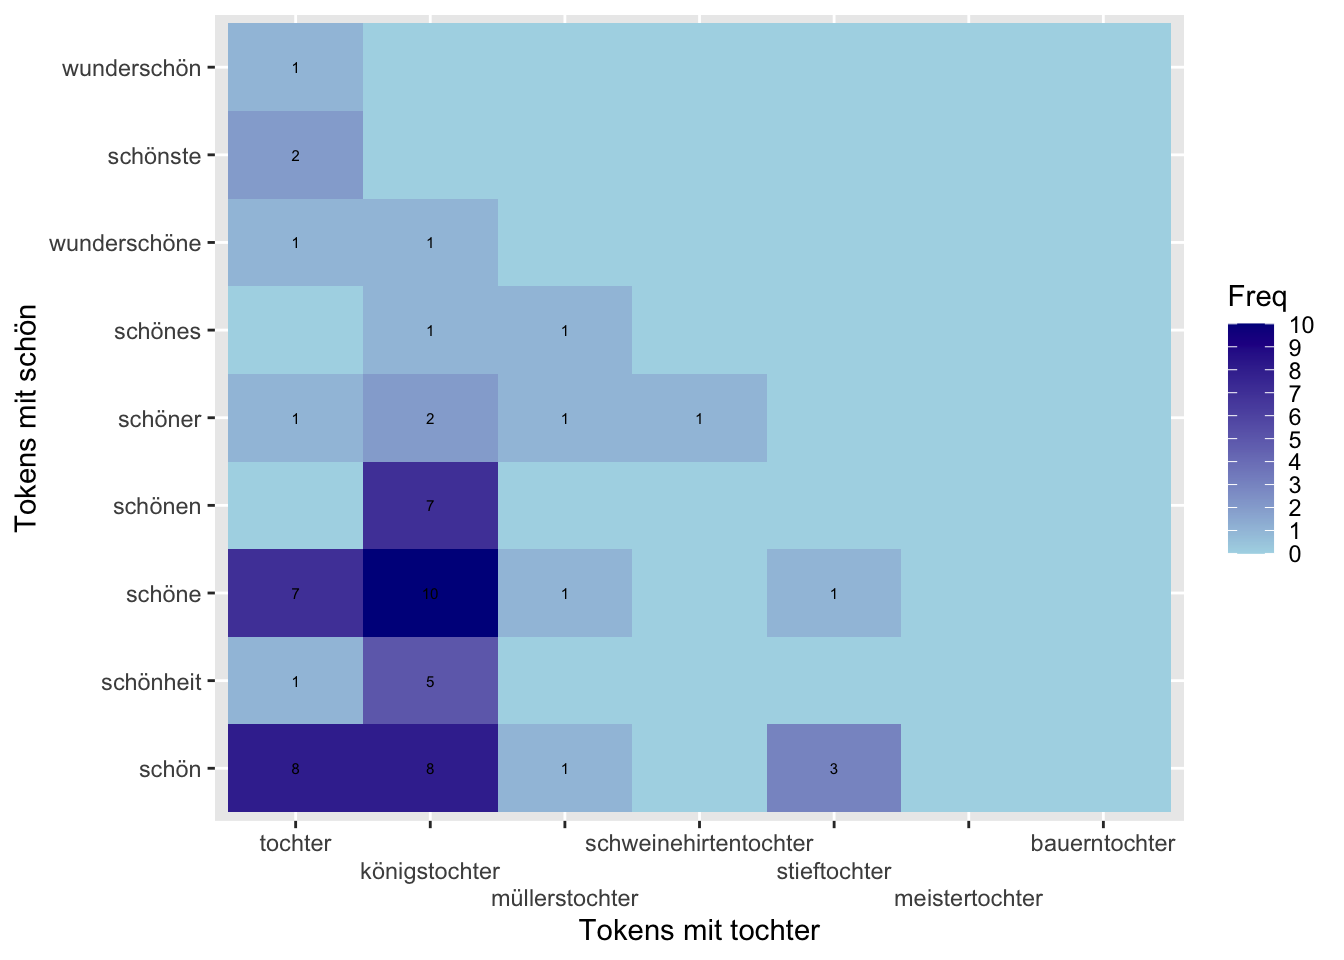 wunderschön 1
schönste 2
wunderschöne 1 1
schönes 1 1
schöner 1 2 1 1
schönen 7
schöne 7 10 1 1
schönheit 1 5
schön 8 8 1 3
tochter schweinehirtentochter bauerntochter
königstochter stieftochter
müllerstochter meistertochter
Tokens mit tochter
Tokens mit schön
Freq
10
9
8
7
6
5
4
3
2
1
0